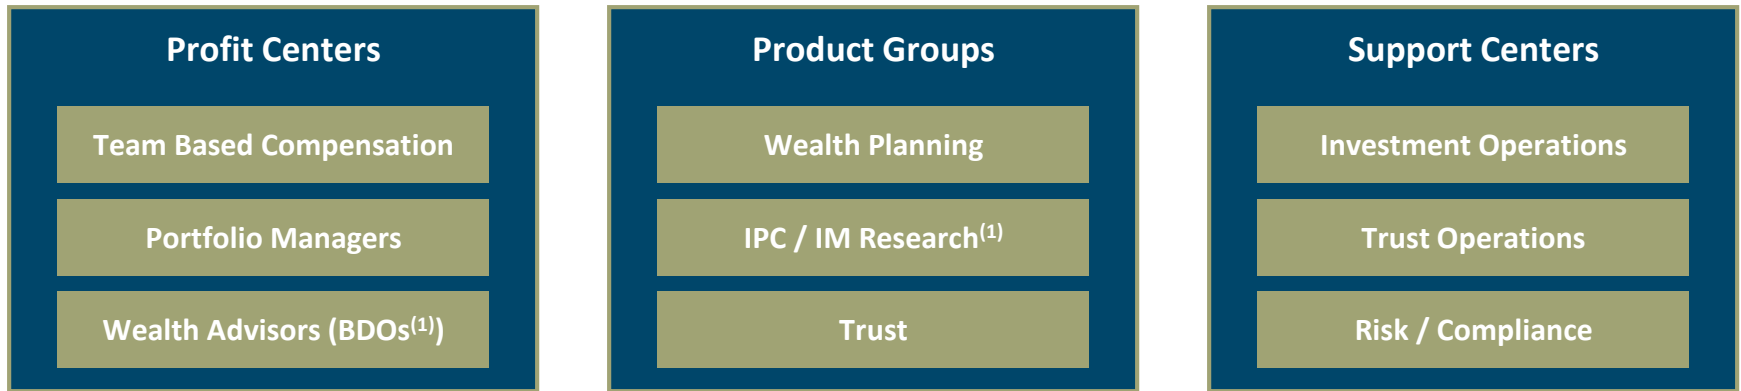 Profit Centers
Team Based Compensation
Portfolio Managers
Wealth Advisors (BDOs(1))
Product Groups
Wealth Planning
IPC / IM Research(1)
Trust
Support Centers
Investment Operations
Trust Operations
Risk / Compliance